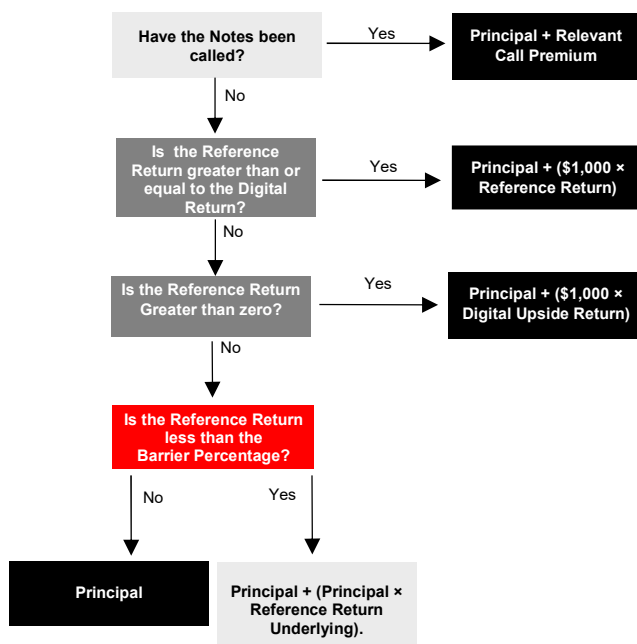 Have the Notes been
called?
Yes
Principal + Relevant
Call Premium
No
Is the Reference
Return greater than or
equal to the Digital
Return?
Yes
Principal + ($1,000 ×
Reference Return)
No
Is the Reference Return
Greater than zero?
Yes
Principal + ($1,000 ×
Digital Upside Return)
No
Is the Reference Return
less than the
Barrier Percentage?
No
Yes
Principal
Principal + (Principal ×
Reference Return
Underlying).